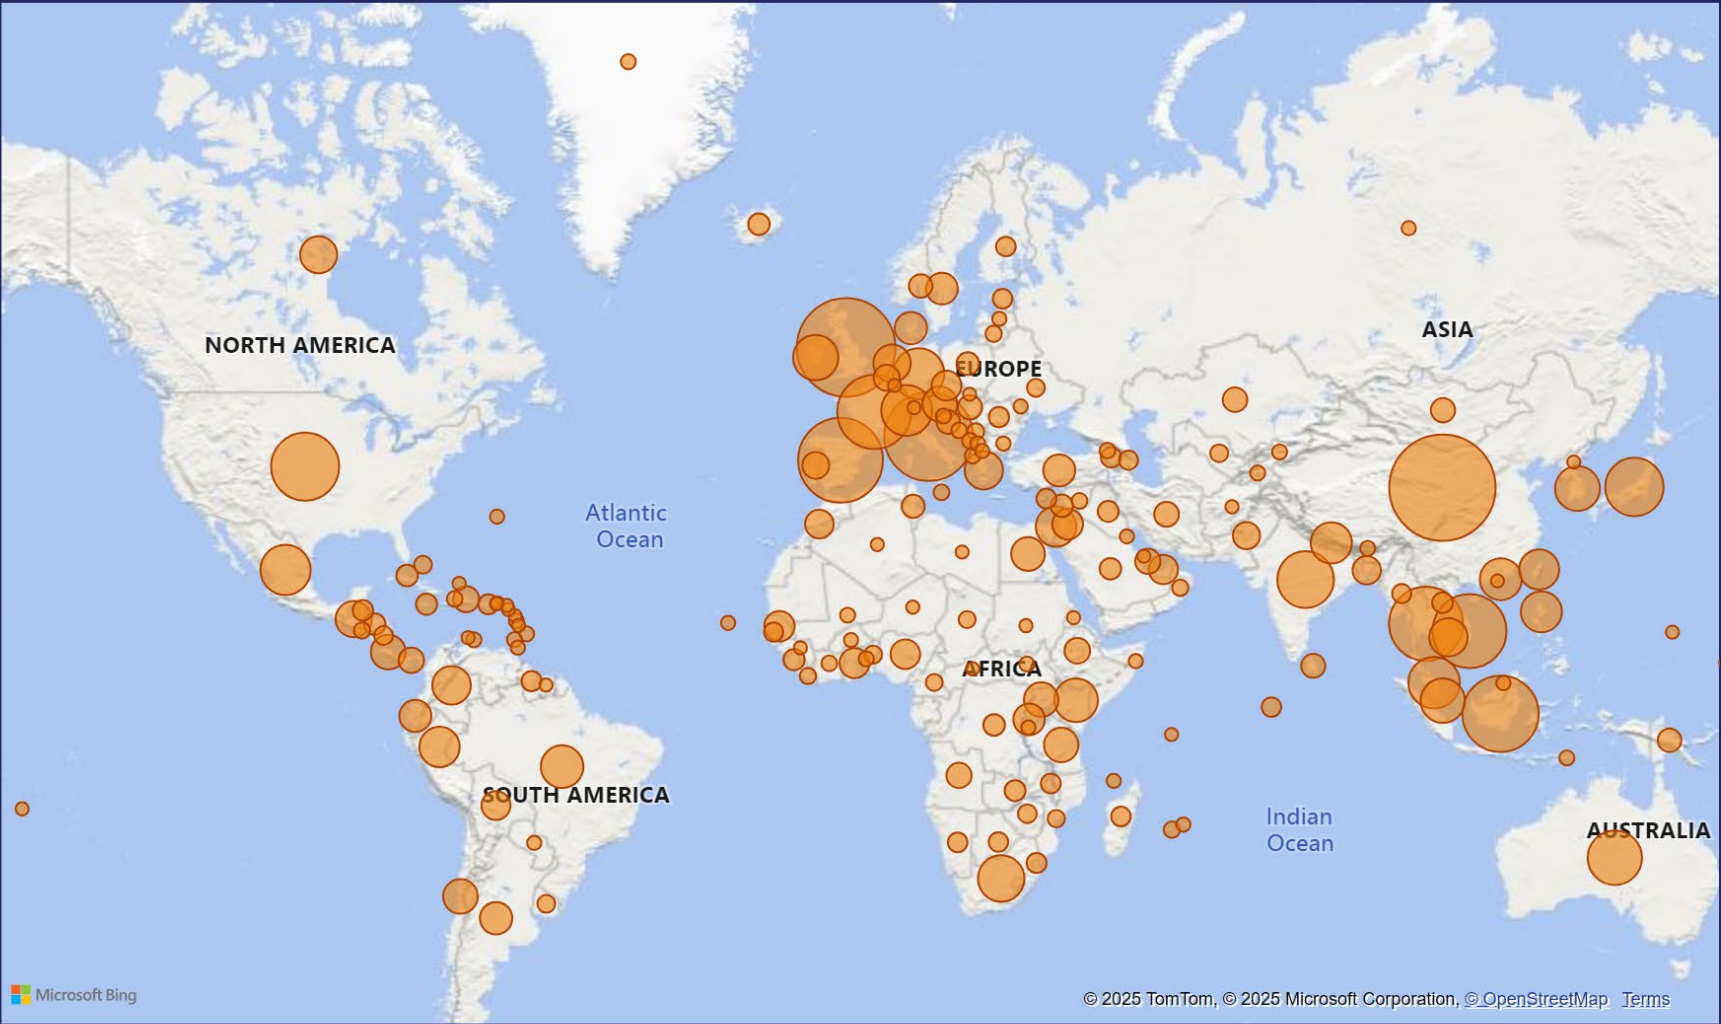 NORTH AMERICA
EUROPE
ASIA
Atlantic
Ocean
AFRICA
SOUTH AMERICA
Indian
Ocean
AUSTRALIA
Microsoft Bing
© 2025 TomTom, © 2025 Microsoft Corporation, © OpenStreetMap Terms